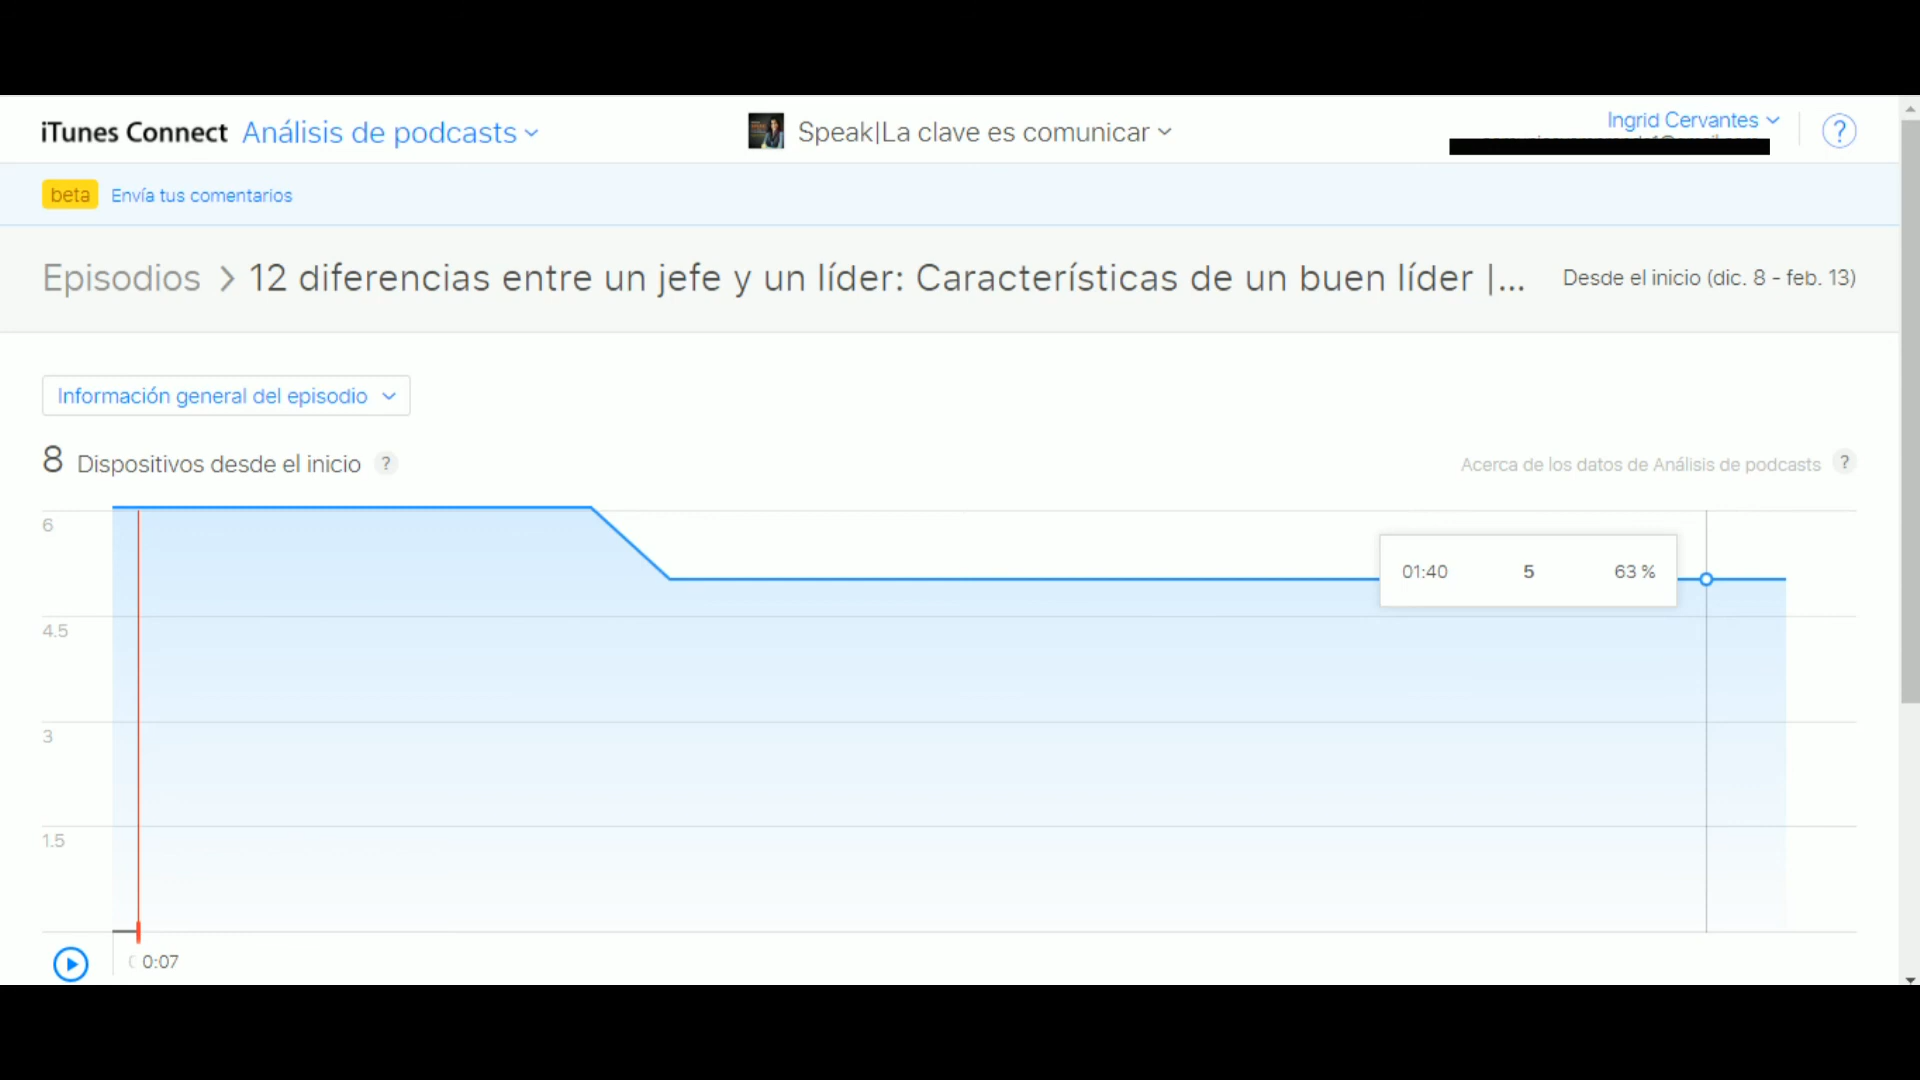 iTunes Connect Análisis de podcasts
Speak|La clave es comunicar
Ingrid Cervantes
?
beta Envía tus comentarios
Episodios > 12 diferencias entre un jefe y un líder: Características de un buen líder |...
Desde el inicio (dic. 8 - feb. 13)
Información general del episodio
8 Dispositivos desde el inicio ?
Acerca de los datos de Análisis de podcasts ?
6
01:40 5 63 %
4.5
3
1.5
0:07